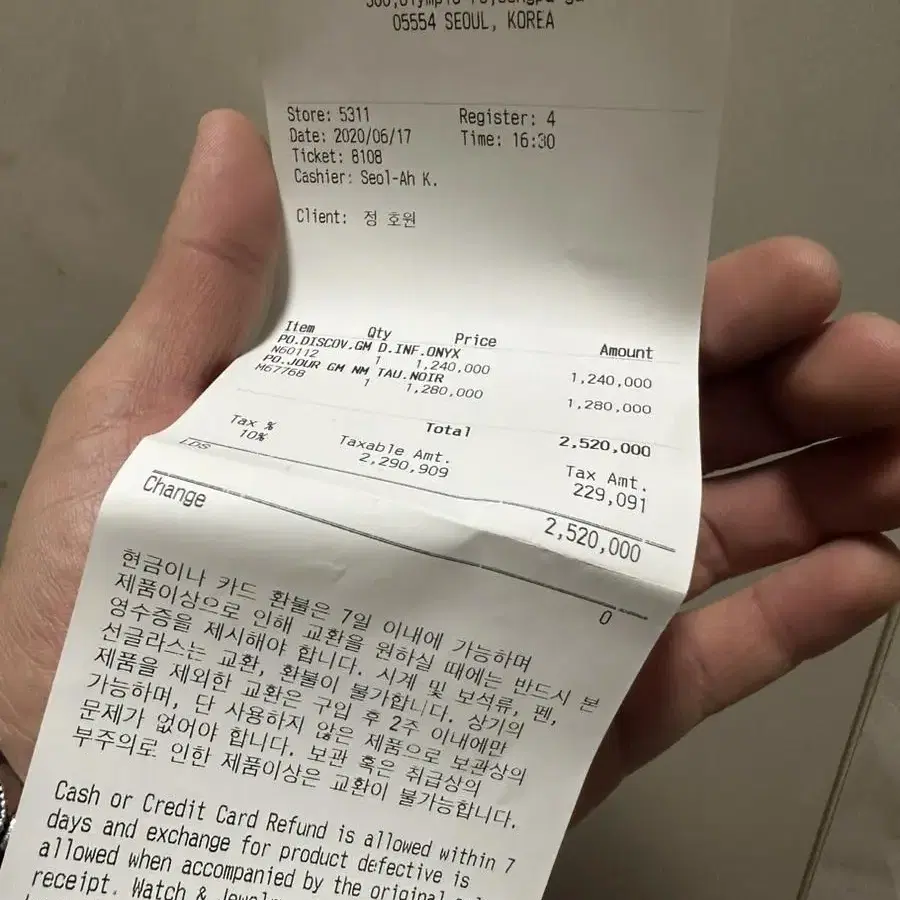 05554 SEOUL, KOREA
Store: 5311 Register: 4
Date: 2020/06/17 Time: 16:30
Ticket: 8108
Cashier: Seol-Ah K.
Client: 정 호원
Item Qty Price Amount
PO.DISCOV.GM D.INF.ONYX
N60112 1 1,240,000 1,240,000
PO.JOUR GM NM TAU.NOIR
M67768 1 1,280,000 1,280,000
Total 2,520,000
Tax % Taxable Amt. Tax Amt.
10% 2,290,909 229,091
LDS 2,520,000
Change 0
현금이나 카드 환불은 7일 이내에 가능하며
제품이상으로 인해 교환을 원하실 때에는 반드시 본
영수증을 제시해야 합니다. 시계 및 보석류, 펜,
선글라스는 교환, 환불이 불가합니다. 상기의
제품을 제외한 교환은 구입 후 2주 이내에만
가능하며, 단 사용하지 않은 제품으로 보관상의
문제가 없어야 합니다. 보관 혹은 취급상의
부주의로 인한 제품이상은 교환이 불가능합니다.
Cash or Credit Card Refund is allowed within 7
days and exchange for product defective is
allowed when accompanied by the original
receipt. Watch &